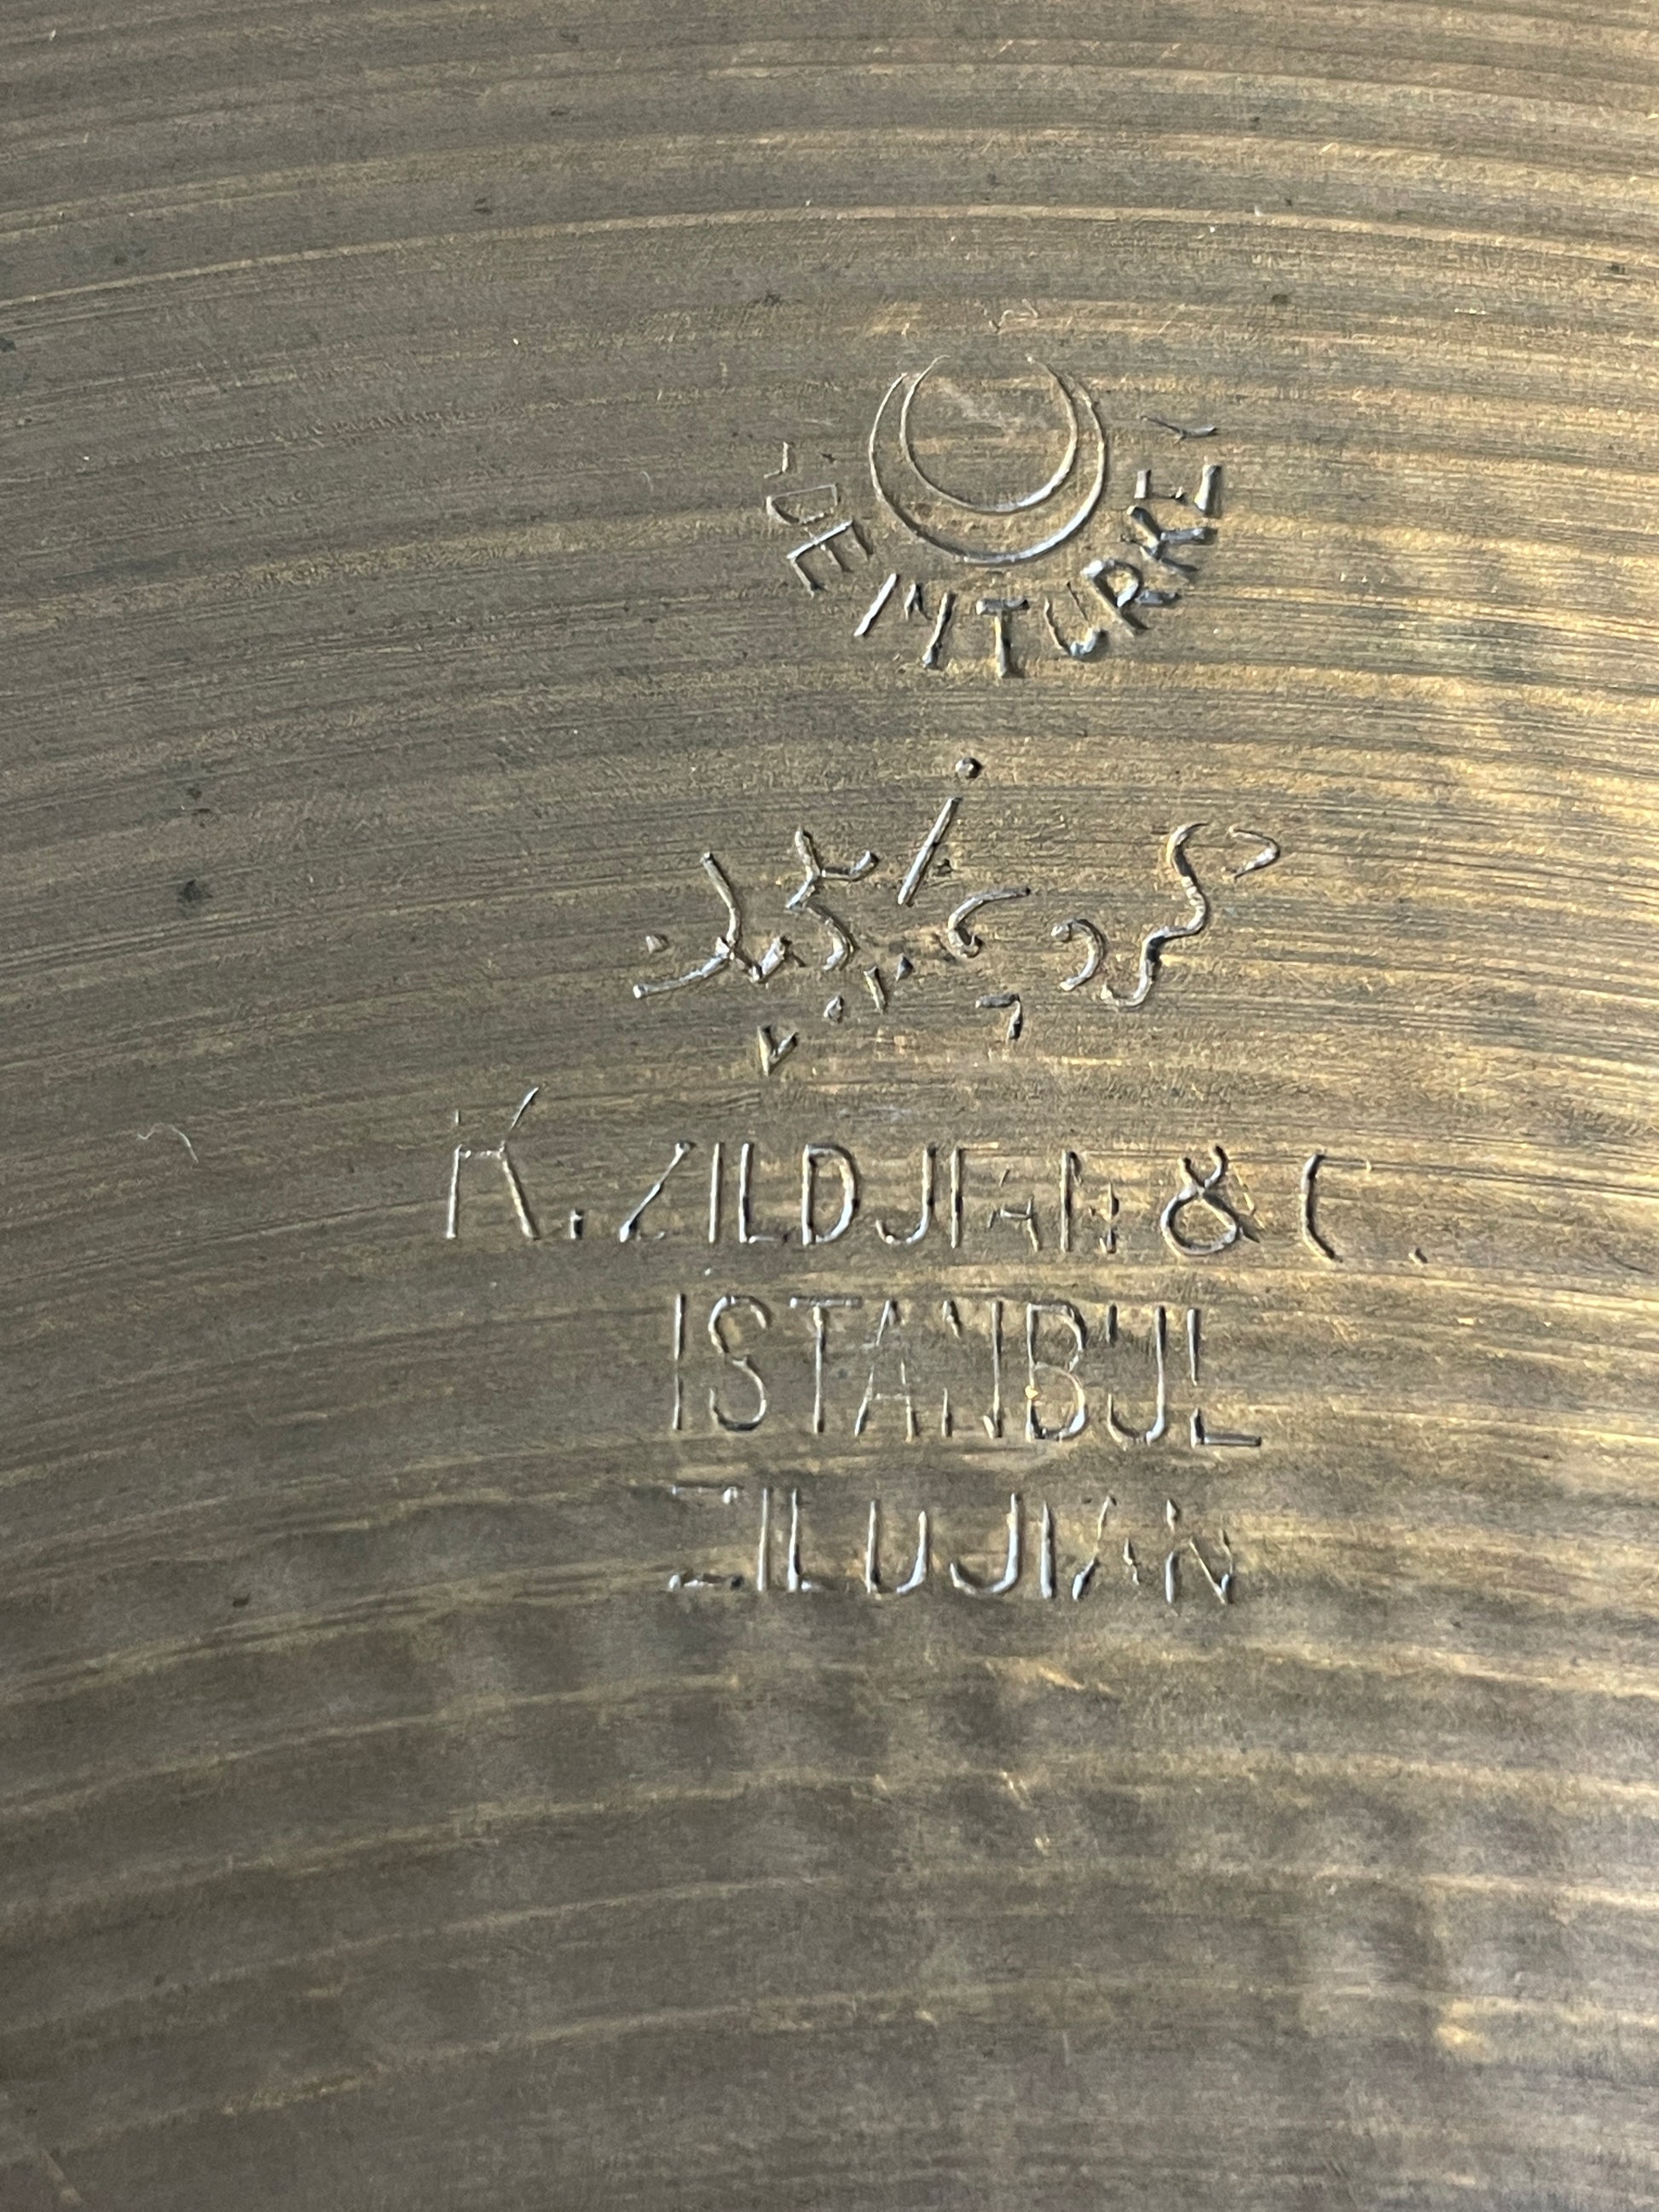 DE IN TURKEY
K. ZILDJIAN & C.
ISTANBUL
ZILDJIAN